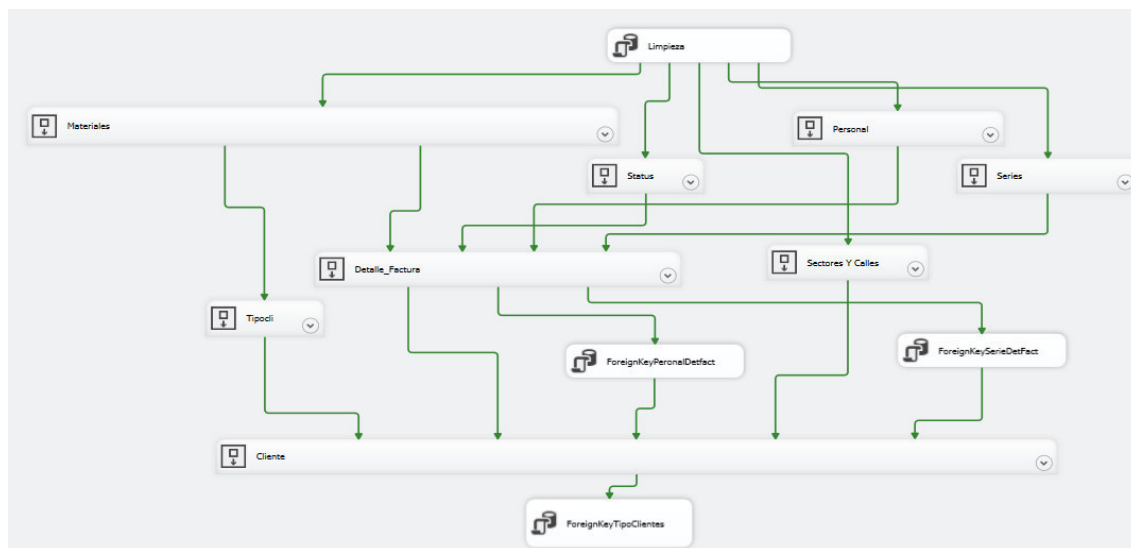 Limpieza
Materiales
Personal
Status
Series
Detalle_Factura
Sectores Y Calles
Tipocli
ForeignKeyPeronalDetfact
ForeignKeySerieDetFact
Cliente
ForeignKeyTipoClientes